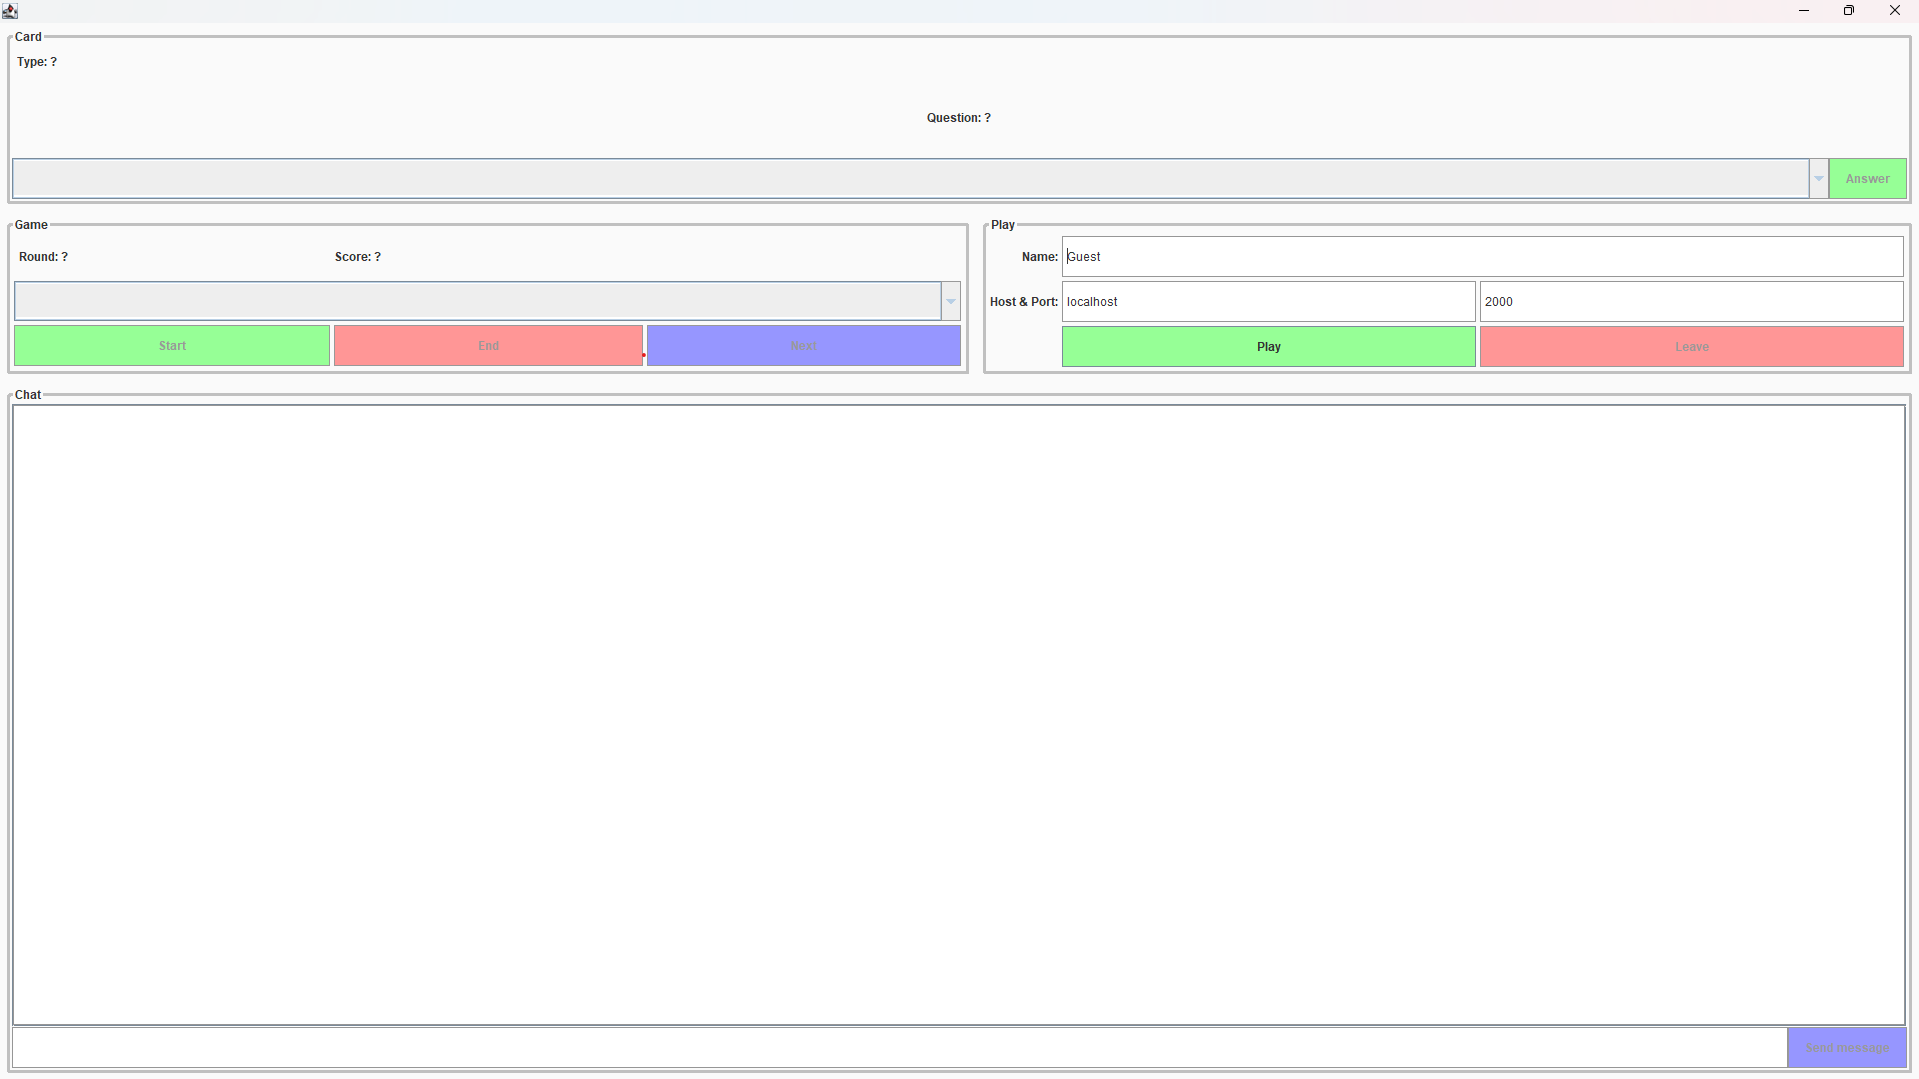 Card
Type: ?
Question: ?
Answer
Game
Round: ?
Score: ?
Start
End
Next
Play
Name:
Guest
Host & Port:
localhost
2000
Play
Leave
Chat
Send message